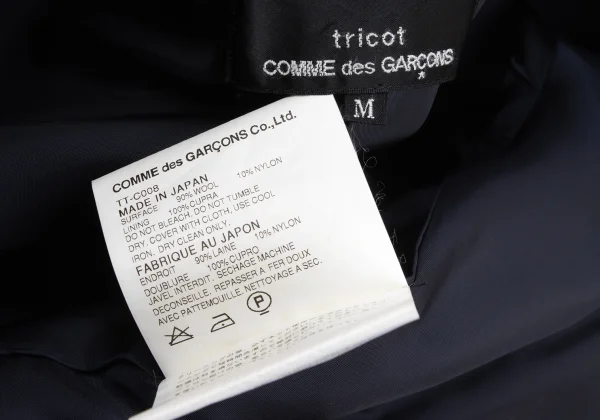 tricot
COMME des GARÇONS
M
COMME des GARÇONS Co.,Ltd.
TT-C008
MADE IN JAPAN
SURFACE 90% WOOL 10% NYLON
LINING 100% CUPRA
DO NOT BLEACH, DO NOT TUMBLE
DRY, COVER WITH CLOTH, USE COOL
IRON, DRY CLEAN ONLY.
FABRIQUE AU JAPON
ENDROIT 90% LAINE 10% NYLON
DOUBLURE 100% CUPRO
JAVEL INTERDIT. SECHAGE MACHINE
DECONSEILLE. REPASSER A FER DOUX
AVEC PATTEMOUILLE. NETTOYAGE A SEC.
P